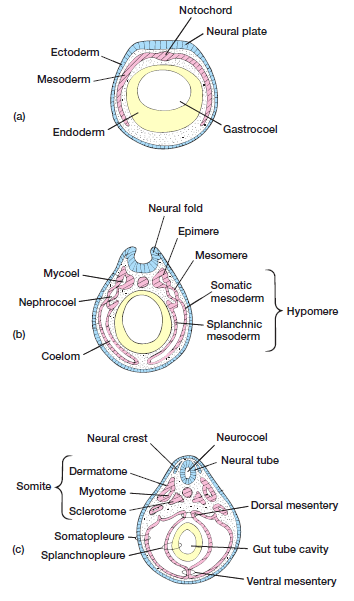 Notochord
Neural plate
Ectoderm
Mesoderm
(a)
Endoderm
Gastrocoel
Neural fold
Epimere
Mesomere
Mycoel
Somatic
mesoderm
Nephrocoel
Hypomere
Splanchnic
mesoderm
(b)
Coelom
Neural crest
Neurocoel
Neural tube
Dermatome
Somite
Myotome
Sclerotome
Dorsal mesentery
Somatopleure
(c)
Splanchnopleure
Gut tube cavity
Ventral mesentery